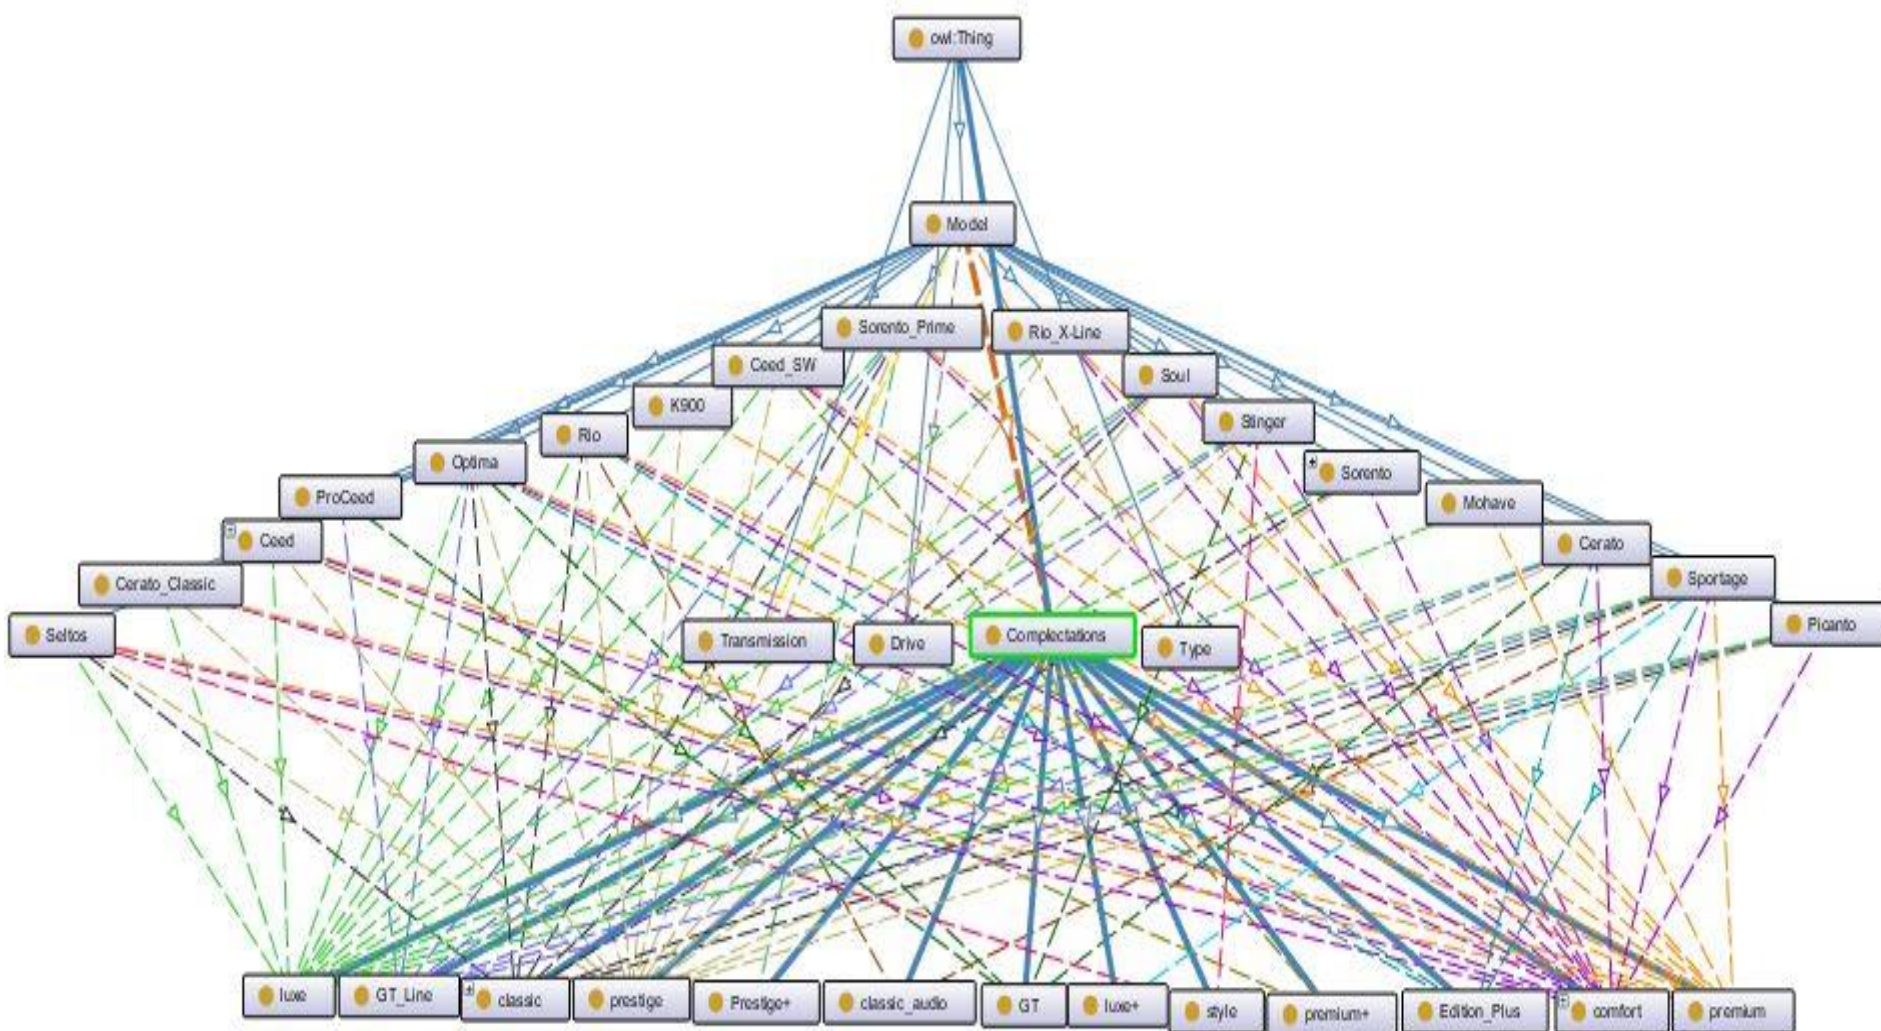 owl:Thing
Model
Sorento_Prime
Rio_X-Line
Ceed_SW
Soul
K900
Stinger
Rio
Optima
Sorento
ProCeed
Mohave
Ceed
Cerato
Cerato_Classic
Sportage
Seltos
Transmission
Drive
Complectations
Type
Picanto
luxe
GT_Line
classic
prestige
Prestige+
classic_audio
GT
luxe+
style
premium+
Edition_Plus
comfort
premium